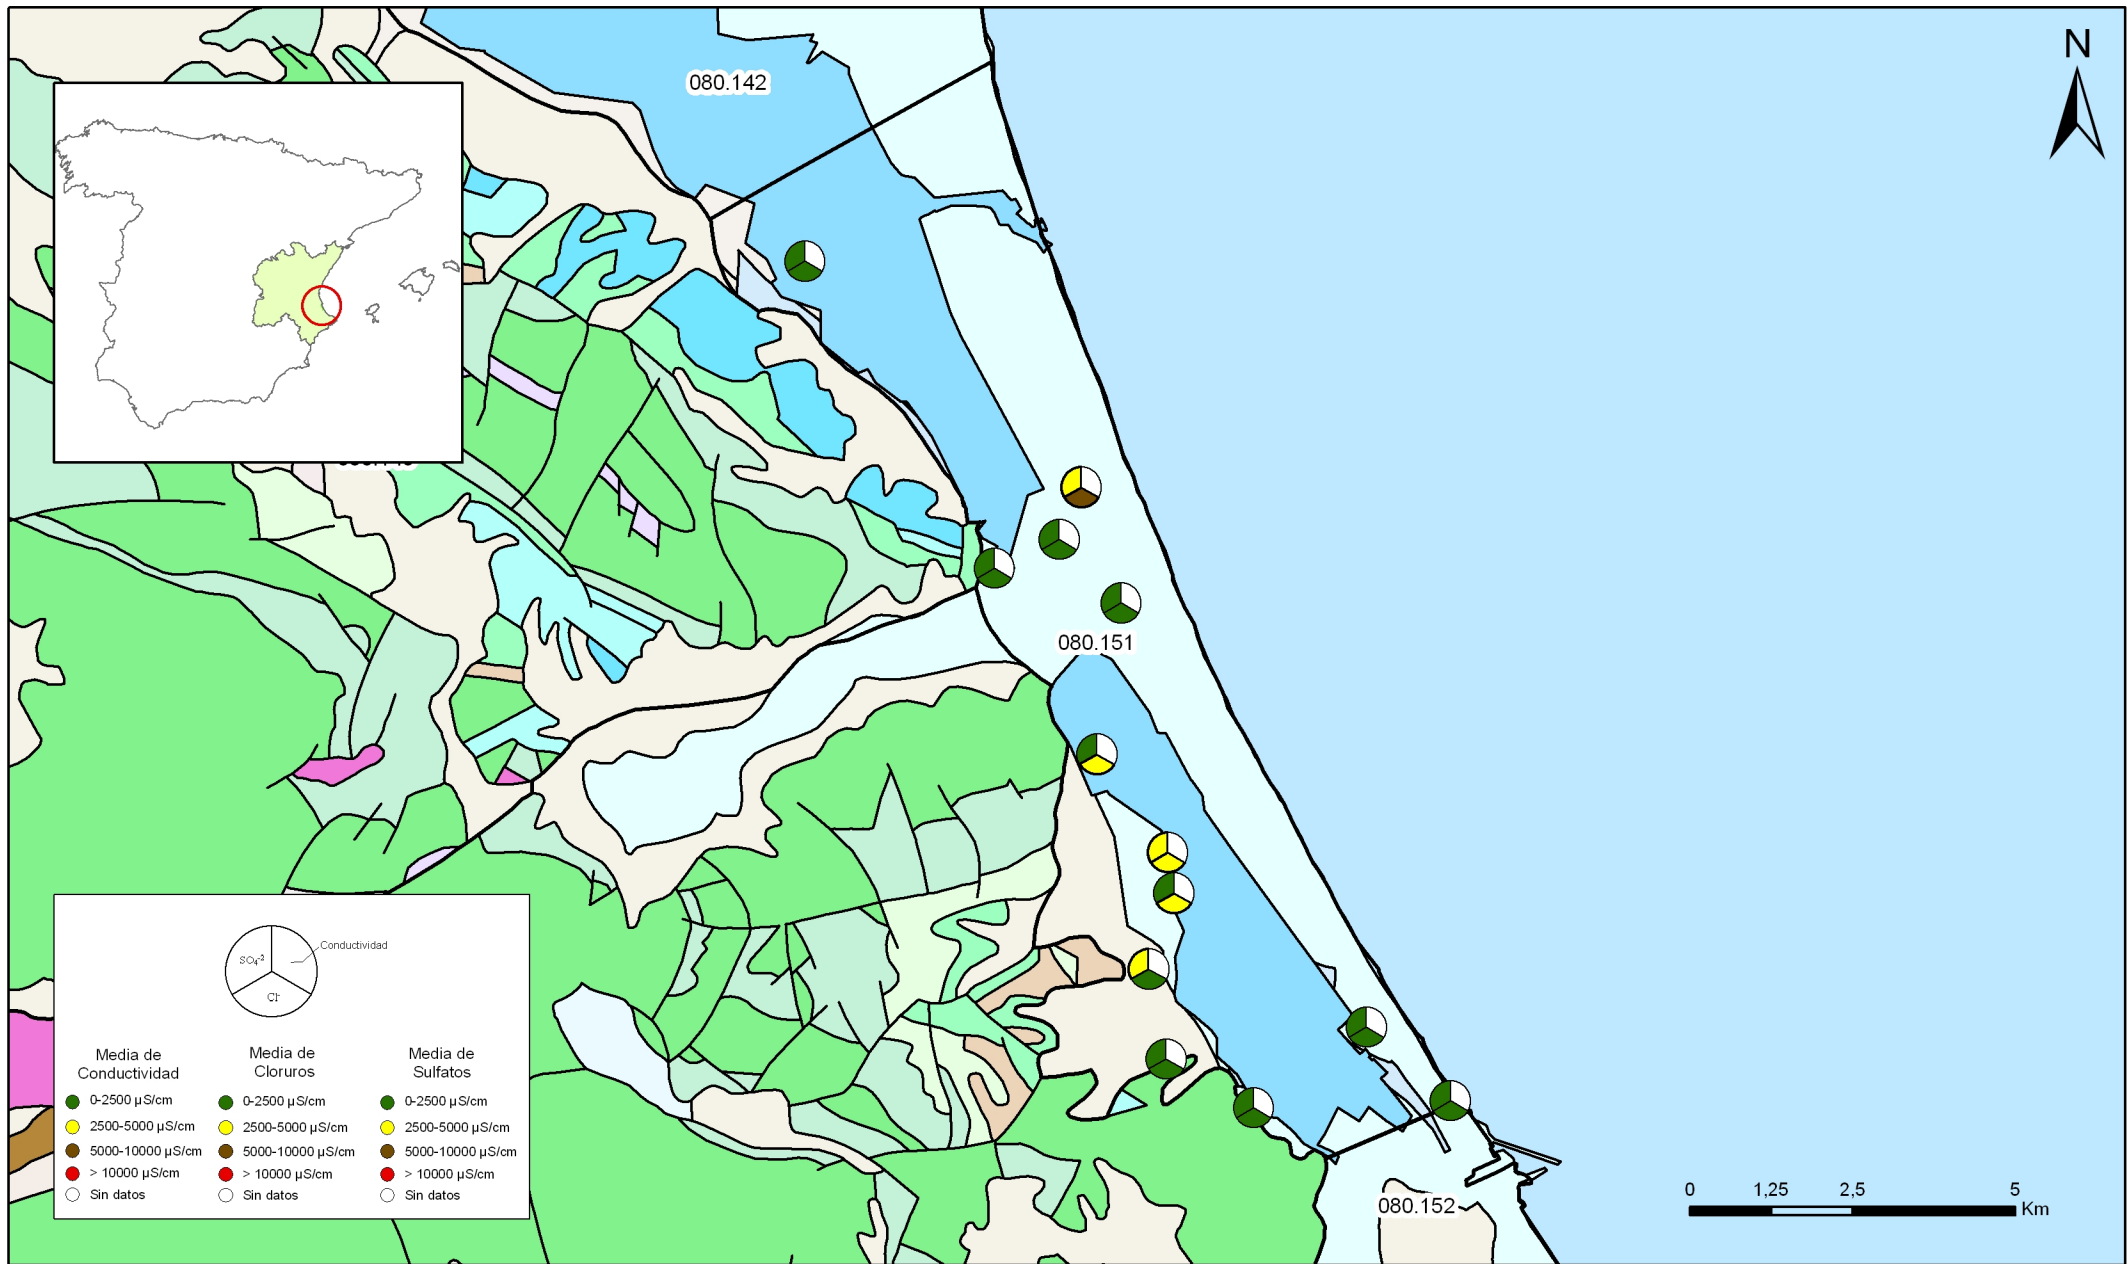 N
080.142
080.151
080.152
Conductividad
SO₄⁻²
Cl⁻
Media de
Conductividad
0-2500 µS/cm
2500-5000 µS/cm
5000-10000 µS/cm
> 10000 µS/cm
Sin datos
Media de
Cloruros
0-2500 µS/cm
2500-5000 µS/cm
5000-10000 µS/cm
> 10000 µS/cm
Sin datos
Media de
Sulfatos
0-2500 µS/cm
2500-5000 µS/cm
5000-10000 µS/cm
> 10000 µS/cm
Sin datos
0 1,25 2,5 5
Km